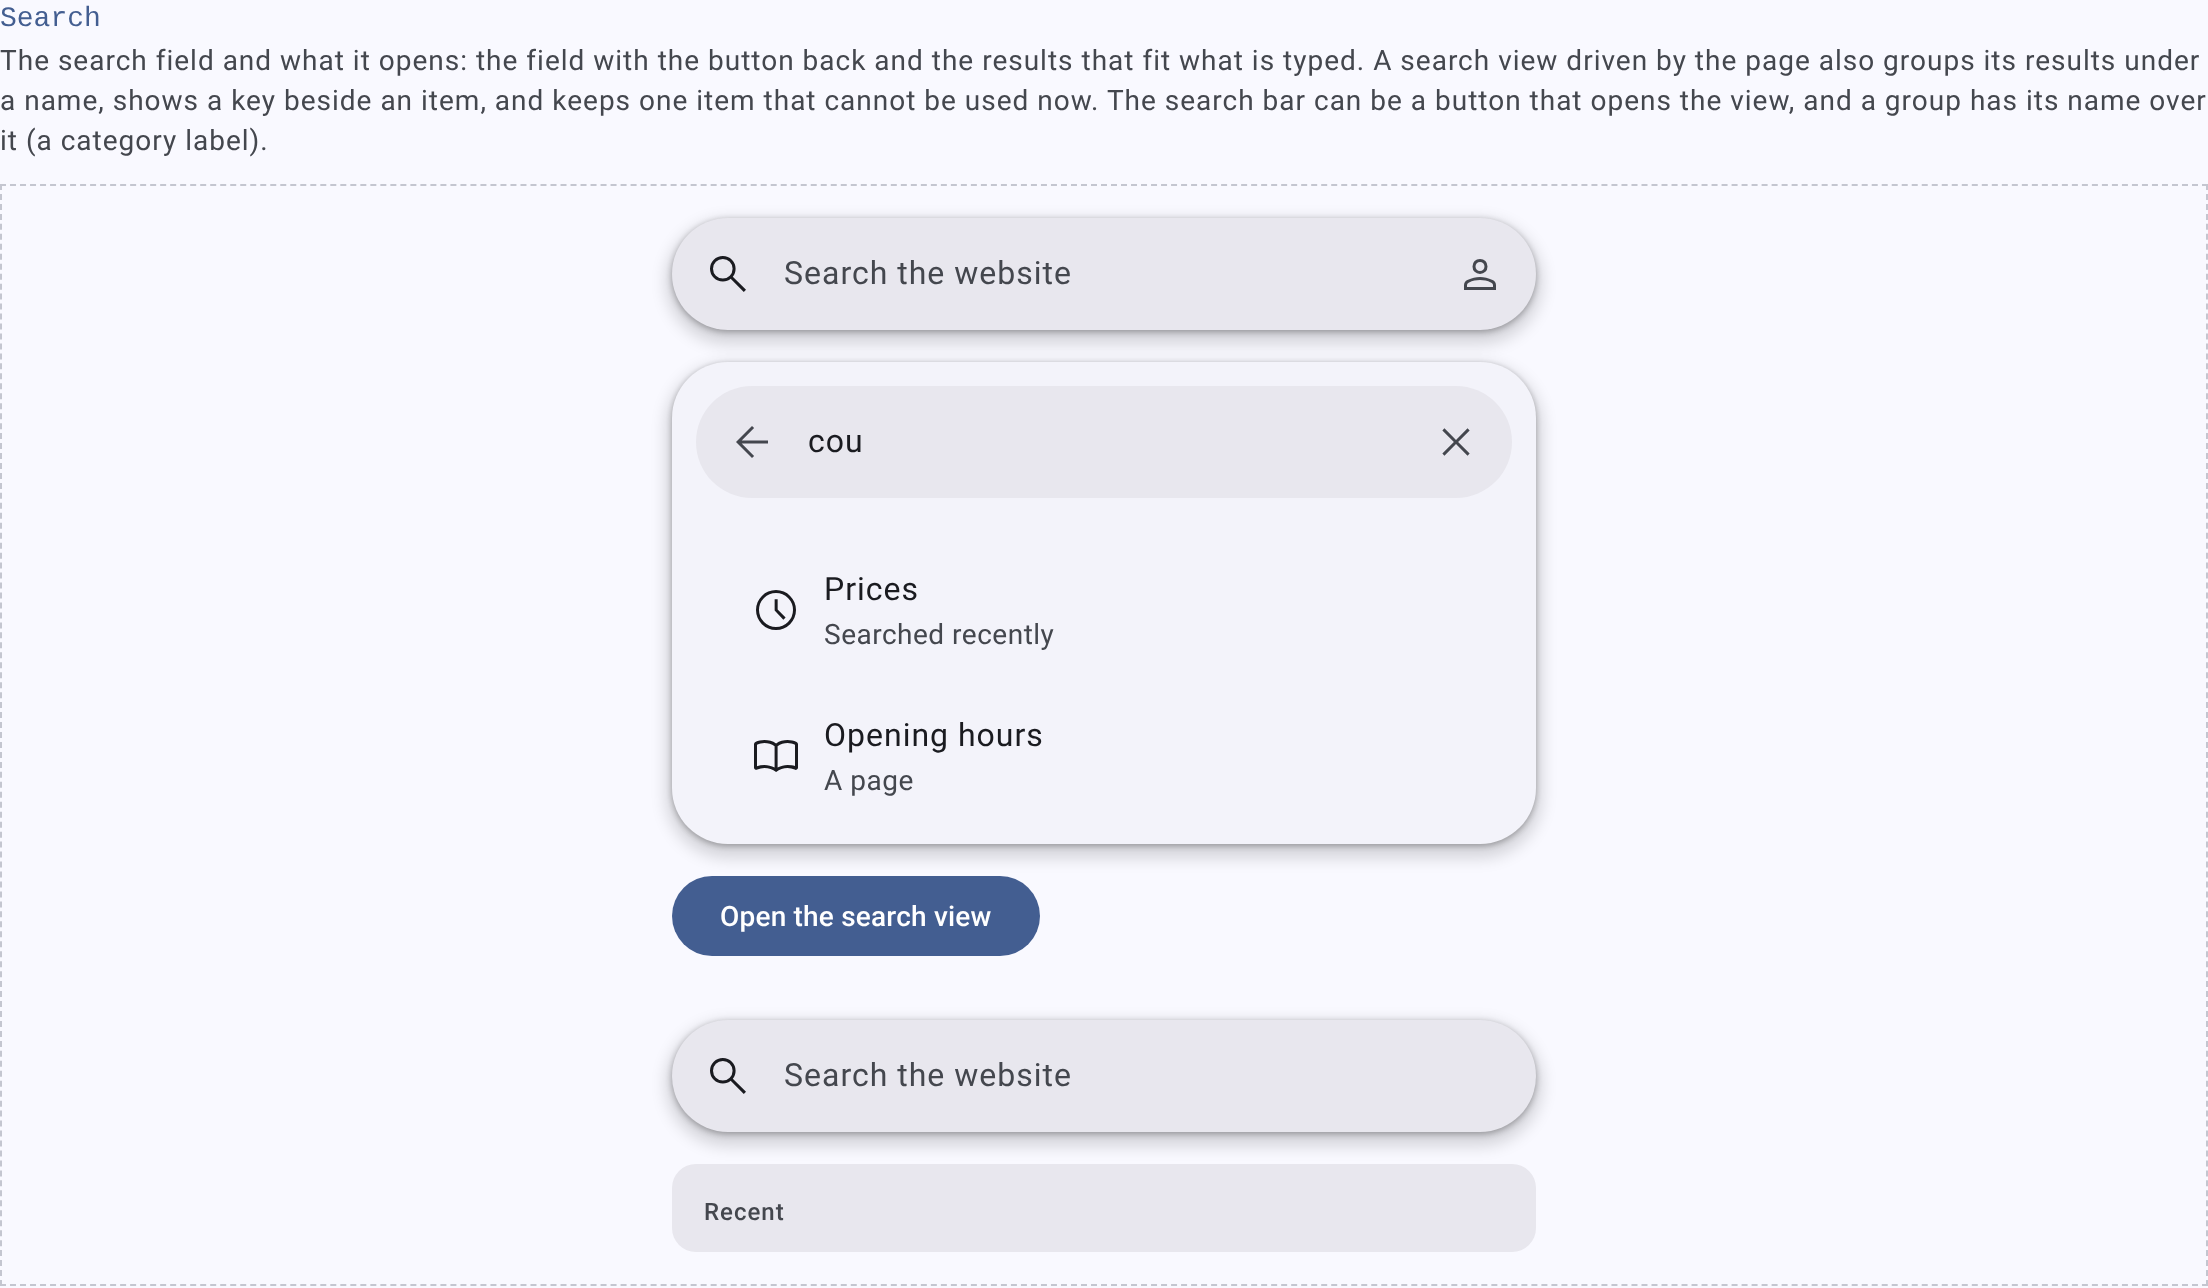 Search
The search field and what it opens: the field with the button back and the results that fit what is typed. A search view driven by the page also groups its results under
a name, shows a key beside an item, and keeps one item that cannot be used now. The search bar can be a button that opens the view, and a group has its name over
it (a category label).
Search the website
cou
Prices
Searched recently
Opening hours
A page
Open the search view
Search the website
Recent